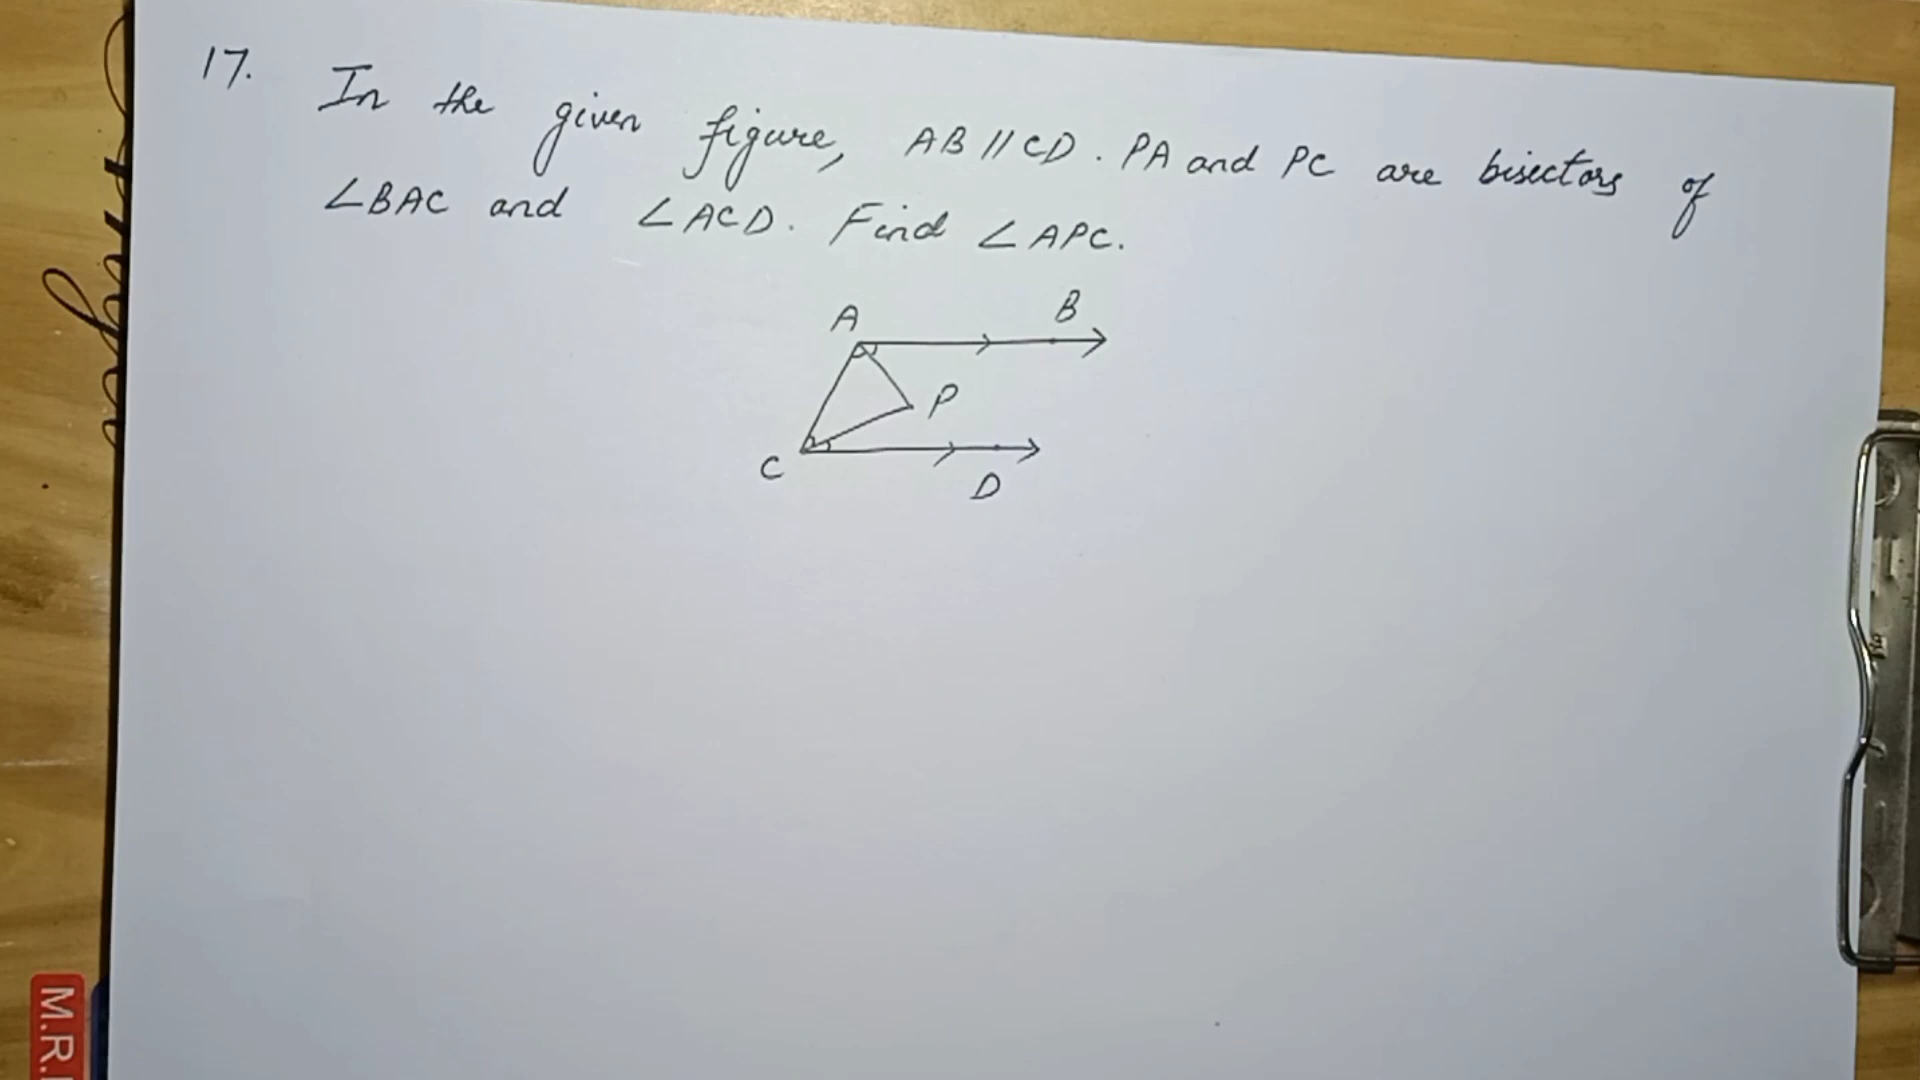 17. In the given figure, AB // CD. PA and PC are bisectors of
∠BAC and ∠ACD. Find ∠APC.
A
B
P
C
D
M.R.